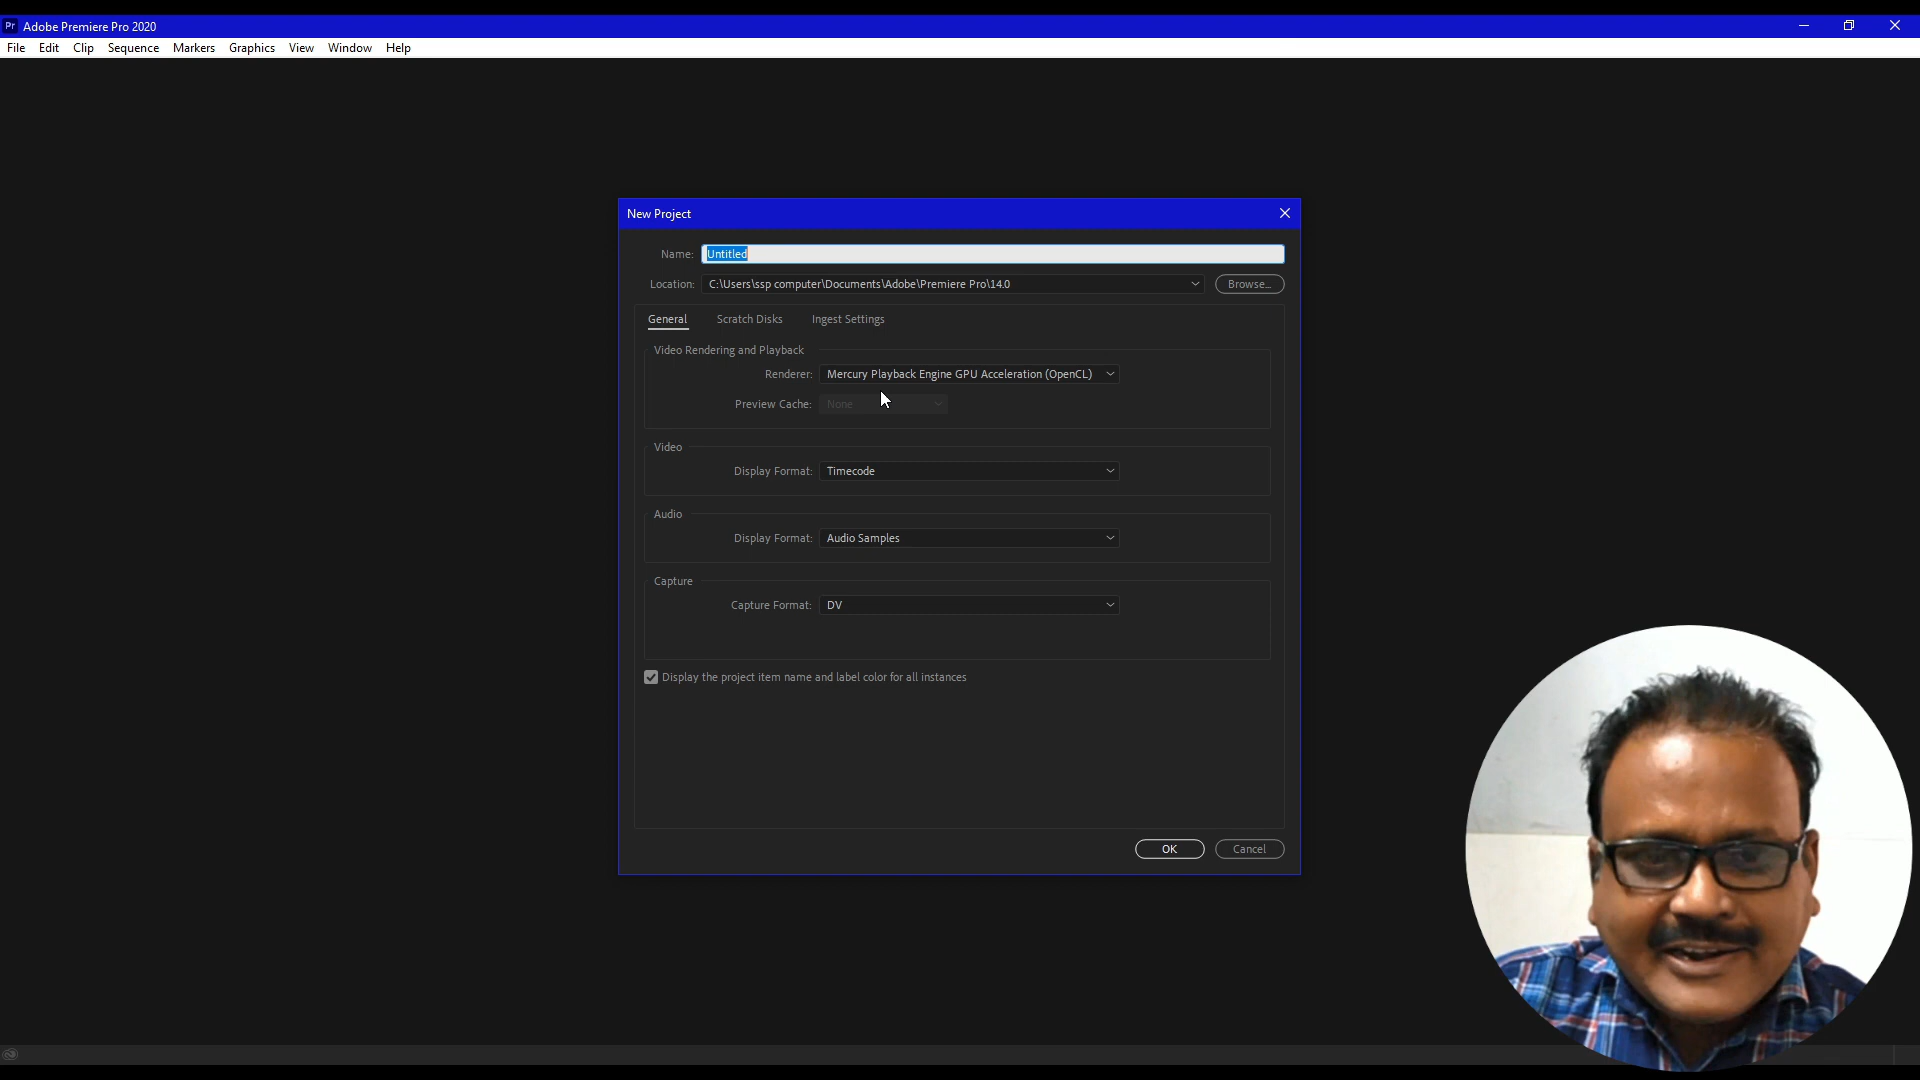 Pr Adobe Premiere Pro 2020
File Edit Clip Sequence Markers Graphics View Window Help
New Project
Name: Untitled
Location: C:\Users\ssp computer\Documents\Adobe\Premiere Pro\14.0 Browse...
General Scratch Disks Ingest Settings
Video Rendering and Playback
Renderer: Mercury Playback Engine GPU Acceleration (OpenCL)
Preview Cache: None
Video
Display Format: Timecode
Audio
Display Format: Audio Samples
Capture
Capture Format: DV
Display the project item name and label color for all instances
OK Cancel